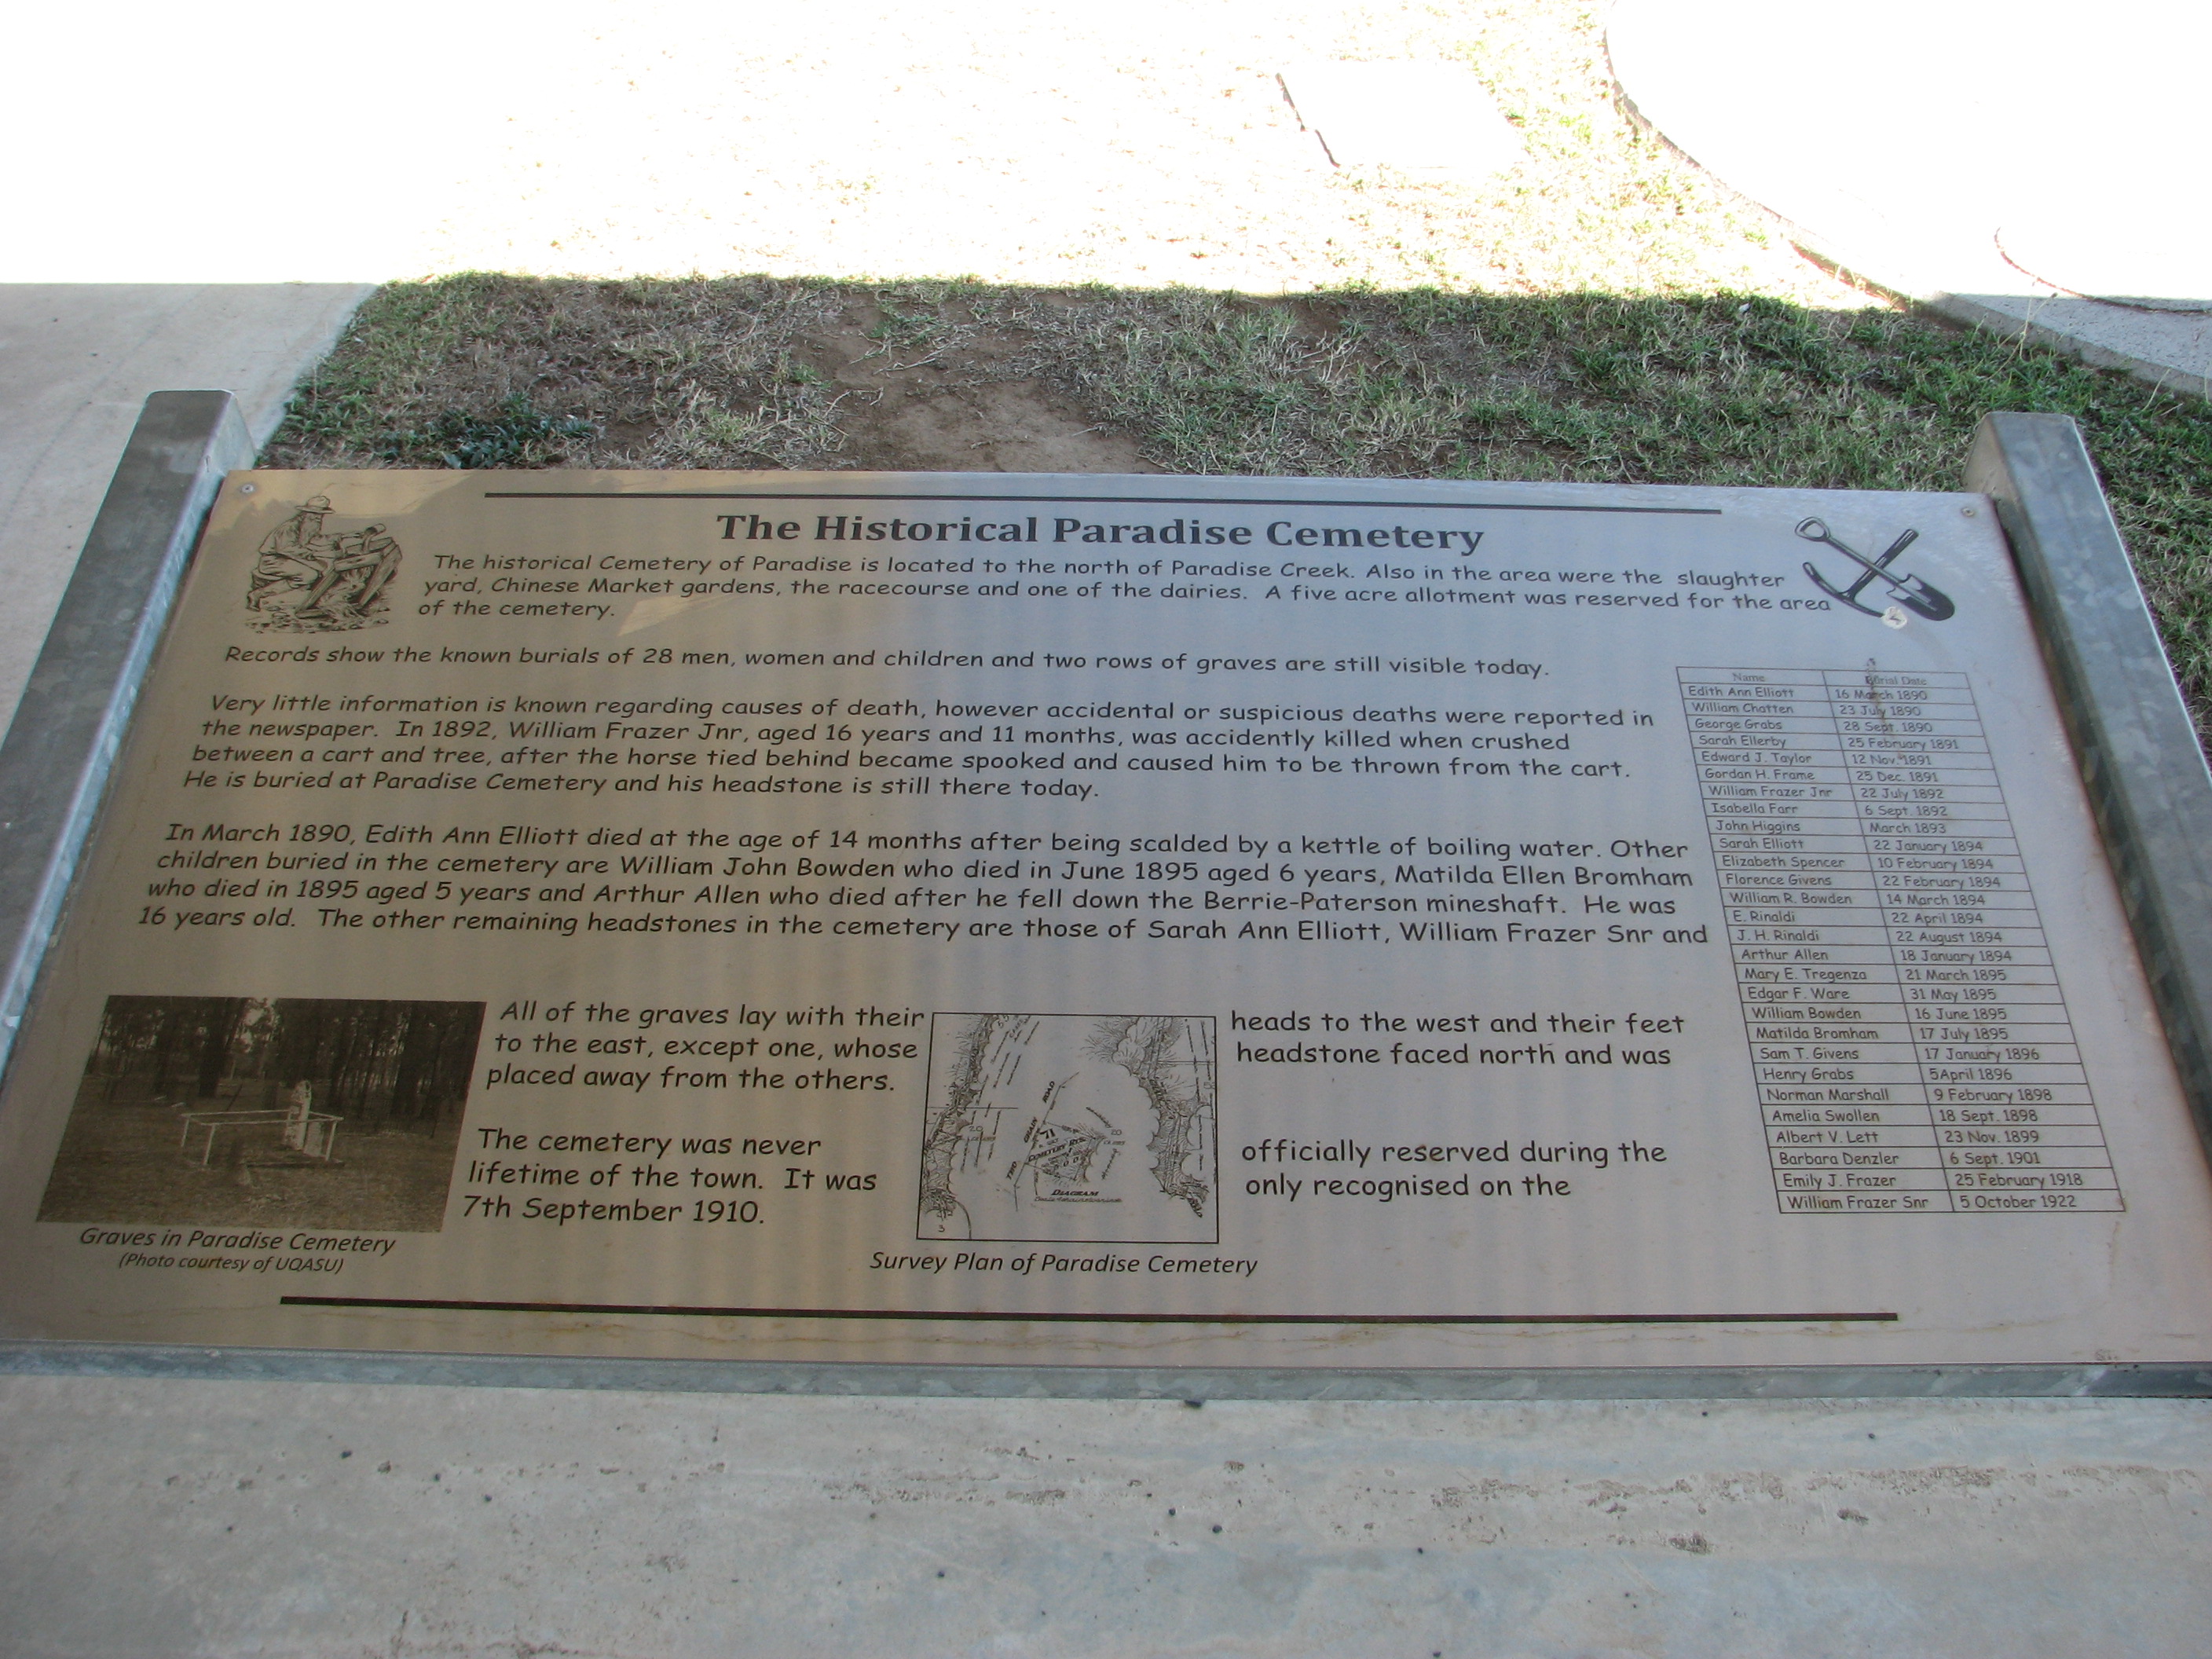 The Historical Paradise Cemetery
The historical Cemetery of Paradise is located to the north of Paradise Creek. Also in the area were the slaughter
yard, Chinese Market gardens, the racecourse and one of the dairies. A five acre allotment was reserved for the area
of the cemetery.
Records show the known burials of 28 men, women and children and two rows of graves are still visible today.
Very little information is known regarding causes of death, however accidental or suspicious deaths were reported in
the newspaper. In 1892, William Frazer Jnr, aged 16 years and 11 months, was accidently killed when crushed
between a cart and tree, after the horse tied behind became spooked and caused him to be thrown from the cart.
He is buried at Paradise Cemetery and his headstone is still there today.
In March 1890, Edith Ann Elliott died at the age of 14 months after being scalded by a kettle of boiling water. Other
children buried in the cemetery are William John Bowden who died in June 1895 aged 6 years, Matilda Ellen Bromham
who died in 1895 aged 5 years and Arthur Allen who died after he fell down the Berrie-Paterson mineshaft. He was
16 years old. The other remaining headstones in the cemetery are those of Sarah Ann Elliott, William Frazer Snr and
All of the graves lay with their heads to the west and their feet
to the east, except one, whose headstone faced north and was
placed away from the others.
The cemetery was never officially reserved during the
lifetime of the town. It was only recognised on the
7th September 1910.
Graves in Paradise Cemetery
(Photo courtesy of UQASU)
CEMETERY RES.
DIAGRAM
Survey Plan of Paradise Cemetery
Name Burial Date
Edith Ann Elliott 16 March 1890
William Chatten 23 July 1890
George Grabs 28 Sept. 1890
Sarah Ellerby 25 February 1891
Edward J. Taylor 12 Nov. 1891
Gordan H. Frame 25 Dec. 1891
William Frazer Jnr 22 July 1892
Isabella Farr 6 Sept. 1892
John Higgins March 1893
Sarah Elliott 22 January 1894
Elizabeth Spencer 10 February 1894
Florence Givens 22 February 1894
William R. Bowden 14 March 1894
E. Rinaldi 22 April 1894
J. H. Rinaldi 22 August 1894
Arthur Allen 18 January 1894
Mary E. Tregenza 21 March 1895
Edgar F. Ware 31 May 1895
William Bowden 16 June 1895
Matilda Bromham 17 July 1895
Sam T. Givens 17 January 1896
Henry Grabs 5April 1896
Norman Marshall 9 February 1898
Amelia Swollen 18 Sept. 1898
Albert V. Lett 23 Nov. 1899
Barbara Denzler 6 Sept. 1901
Emily J. Frazer 25 February 1918
William Frazer Snr 5 October 1922